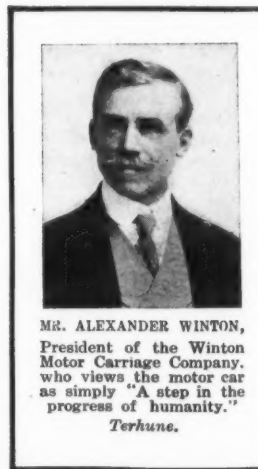 MR. ALEXANDER WINTON,
President of the Winton
Motor Carriage Company.
who views the motor car
as simply "A step in the
progress of humanity."
Terhune.